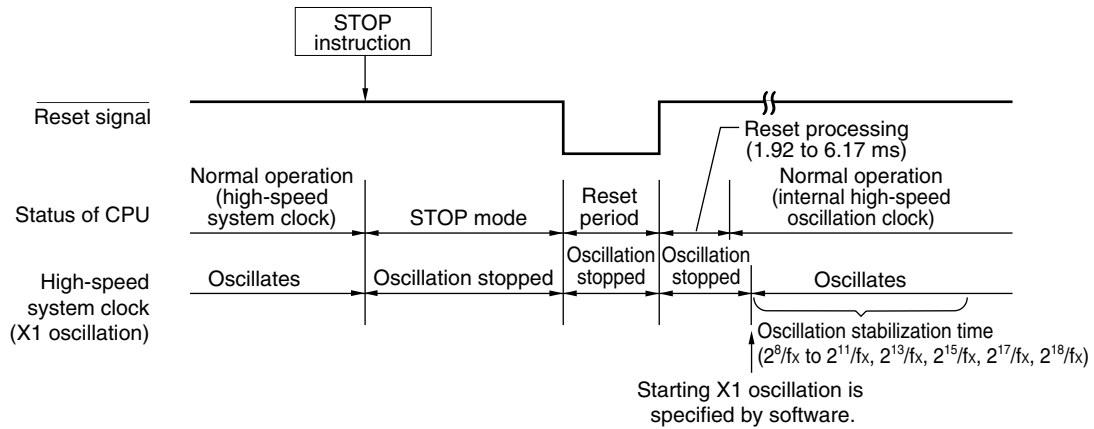 STOP
instruction
Reset signal
Reset processing
(1.92 to 6.17 ms)
Status of CPU
Normal operation
(high-speed
system clock)
STOP mode
Reset
period
Normal operation
(internal high-speed
oscillation clock)
High-speed
system clock
(X1 oscillation)
Oscillates
Oscillation stopped
Oscillation
stopped
Oscillation
stopped
Oscillates
Oscillation stabilization time
(2⁸/fX to 2¹¹/fX, 2¹³/fX, 2¹⁵/fX, 2¹⁷/fX, 2¹⁸/fX)
Starting X1 oscillation is
specified by software.